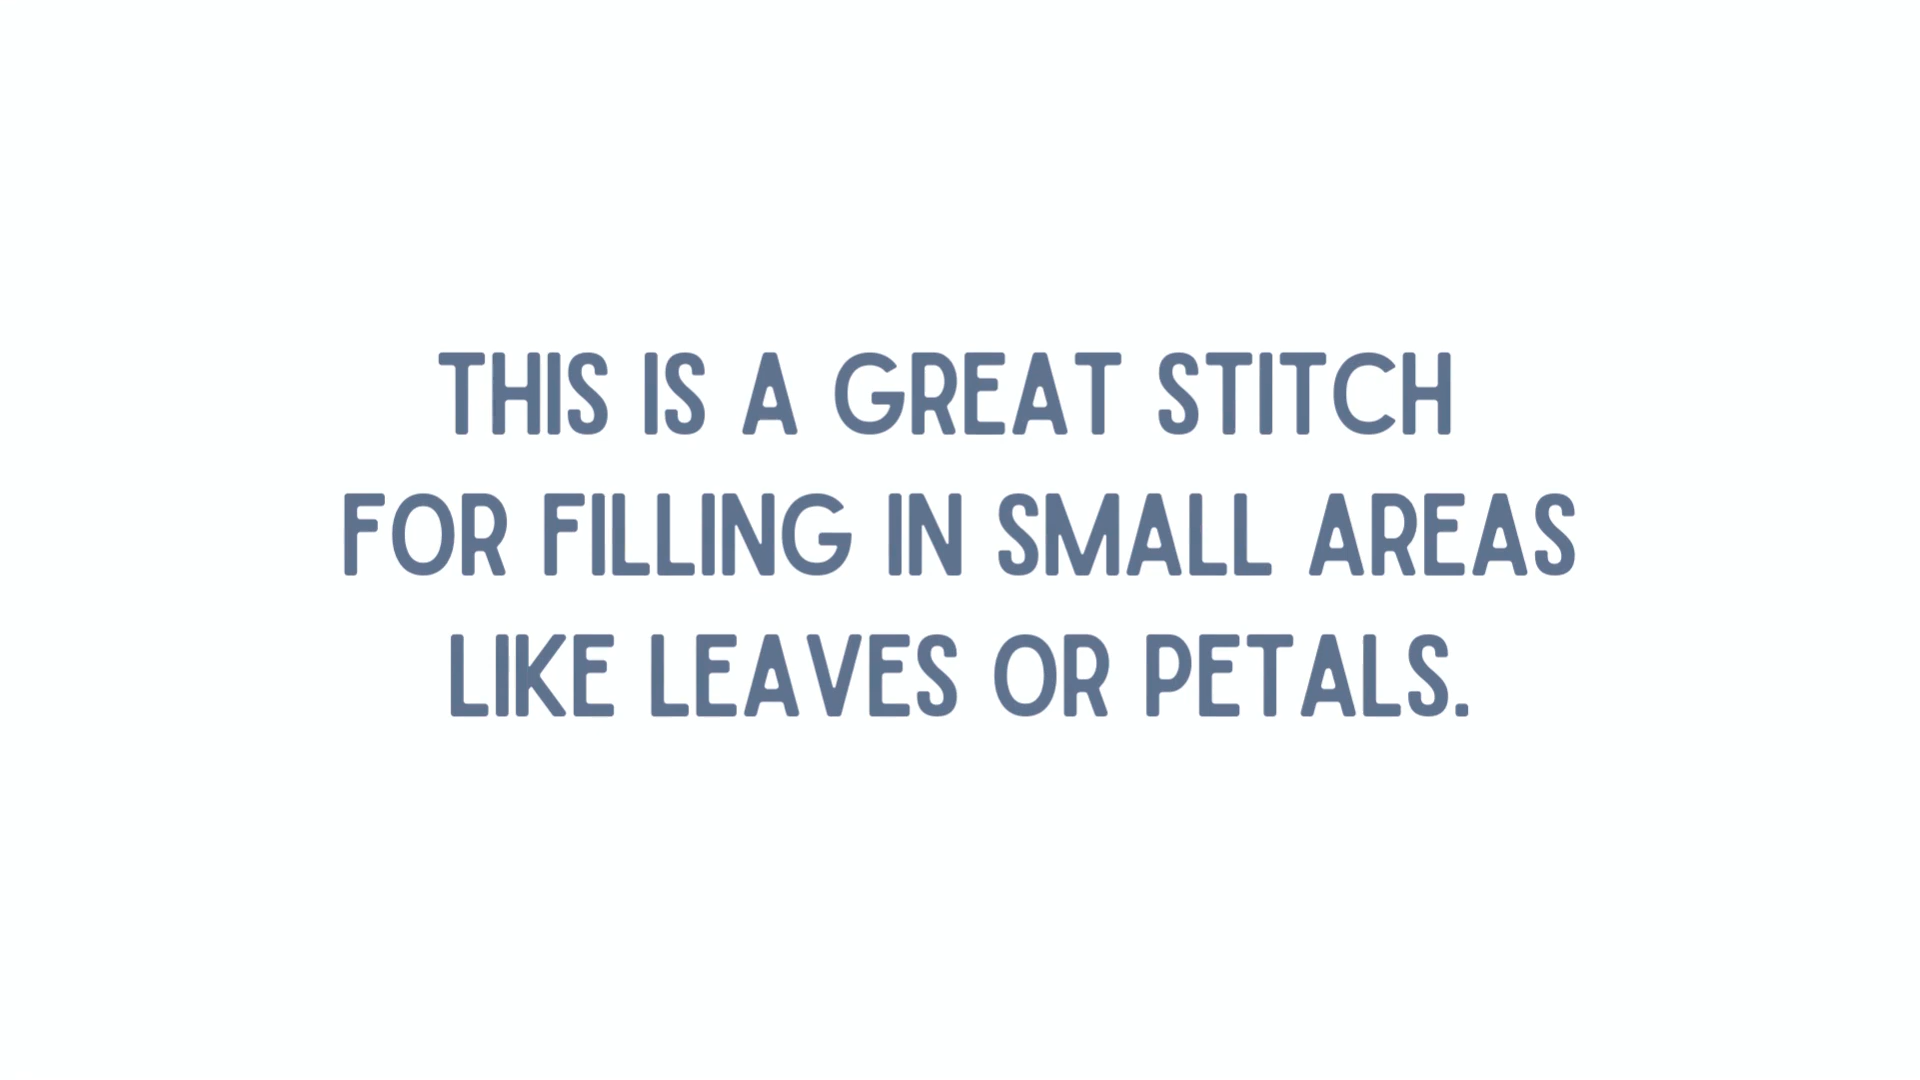 THIS IS A GREAT STITCH
FOR FILLING IN SMALL AREAS
LIKE LEAVES OR PETALS.